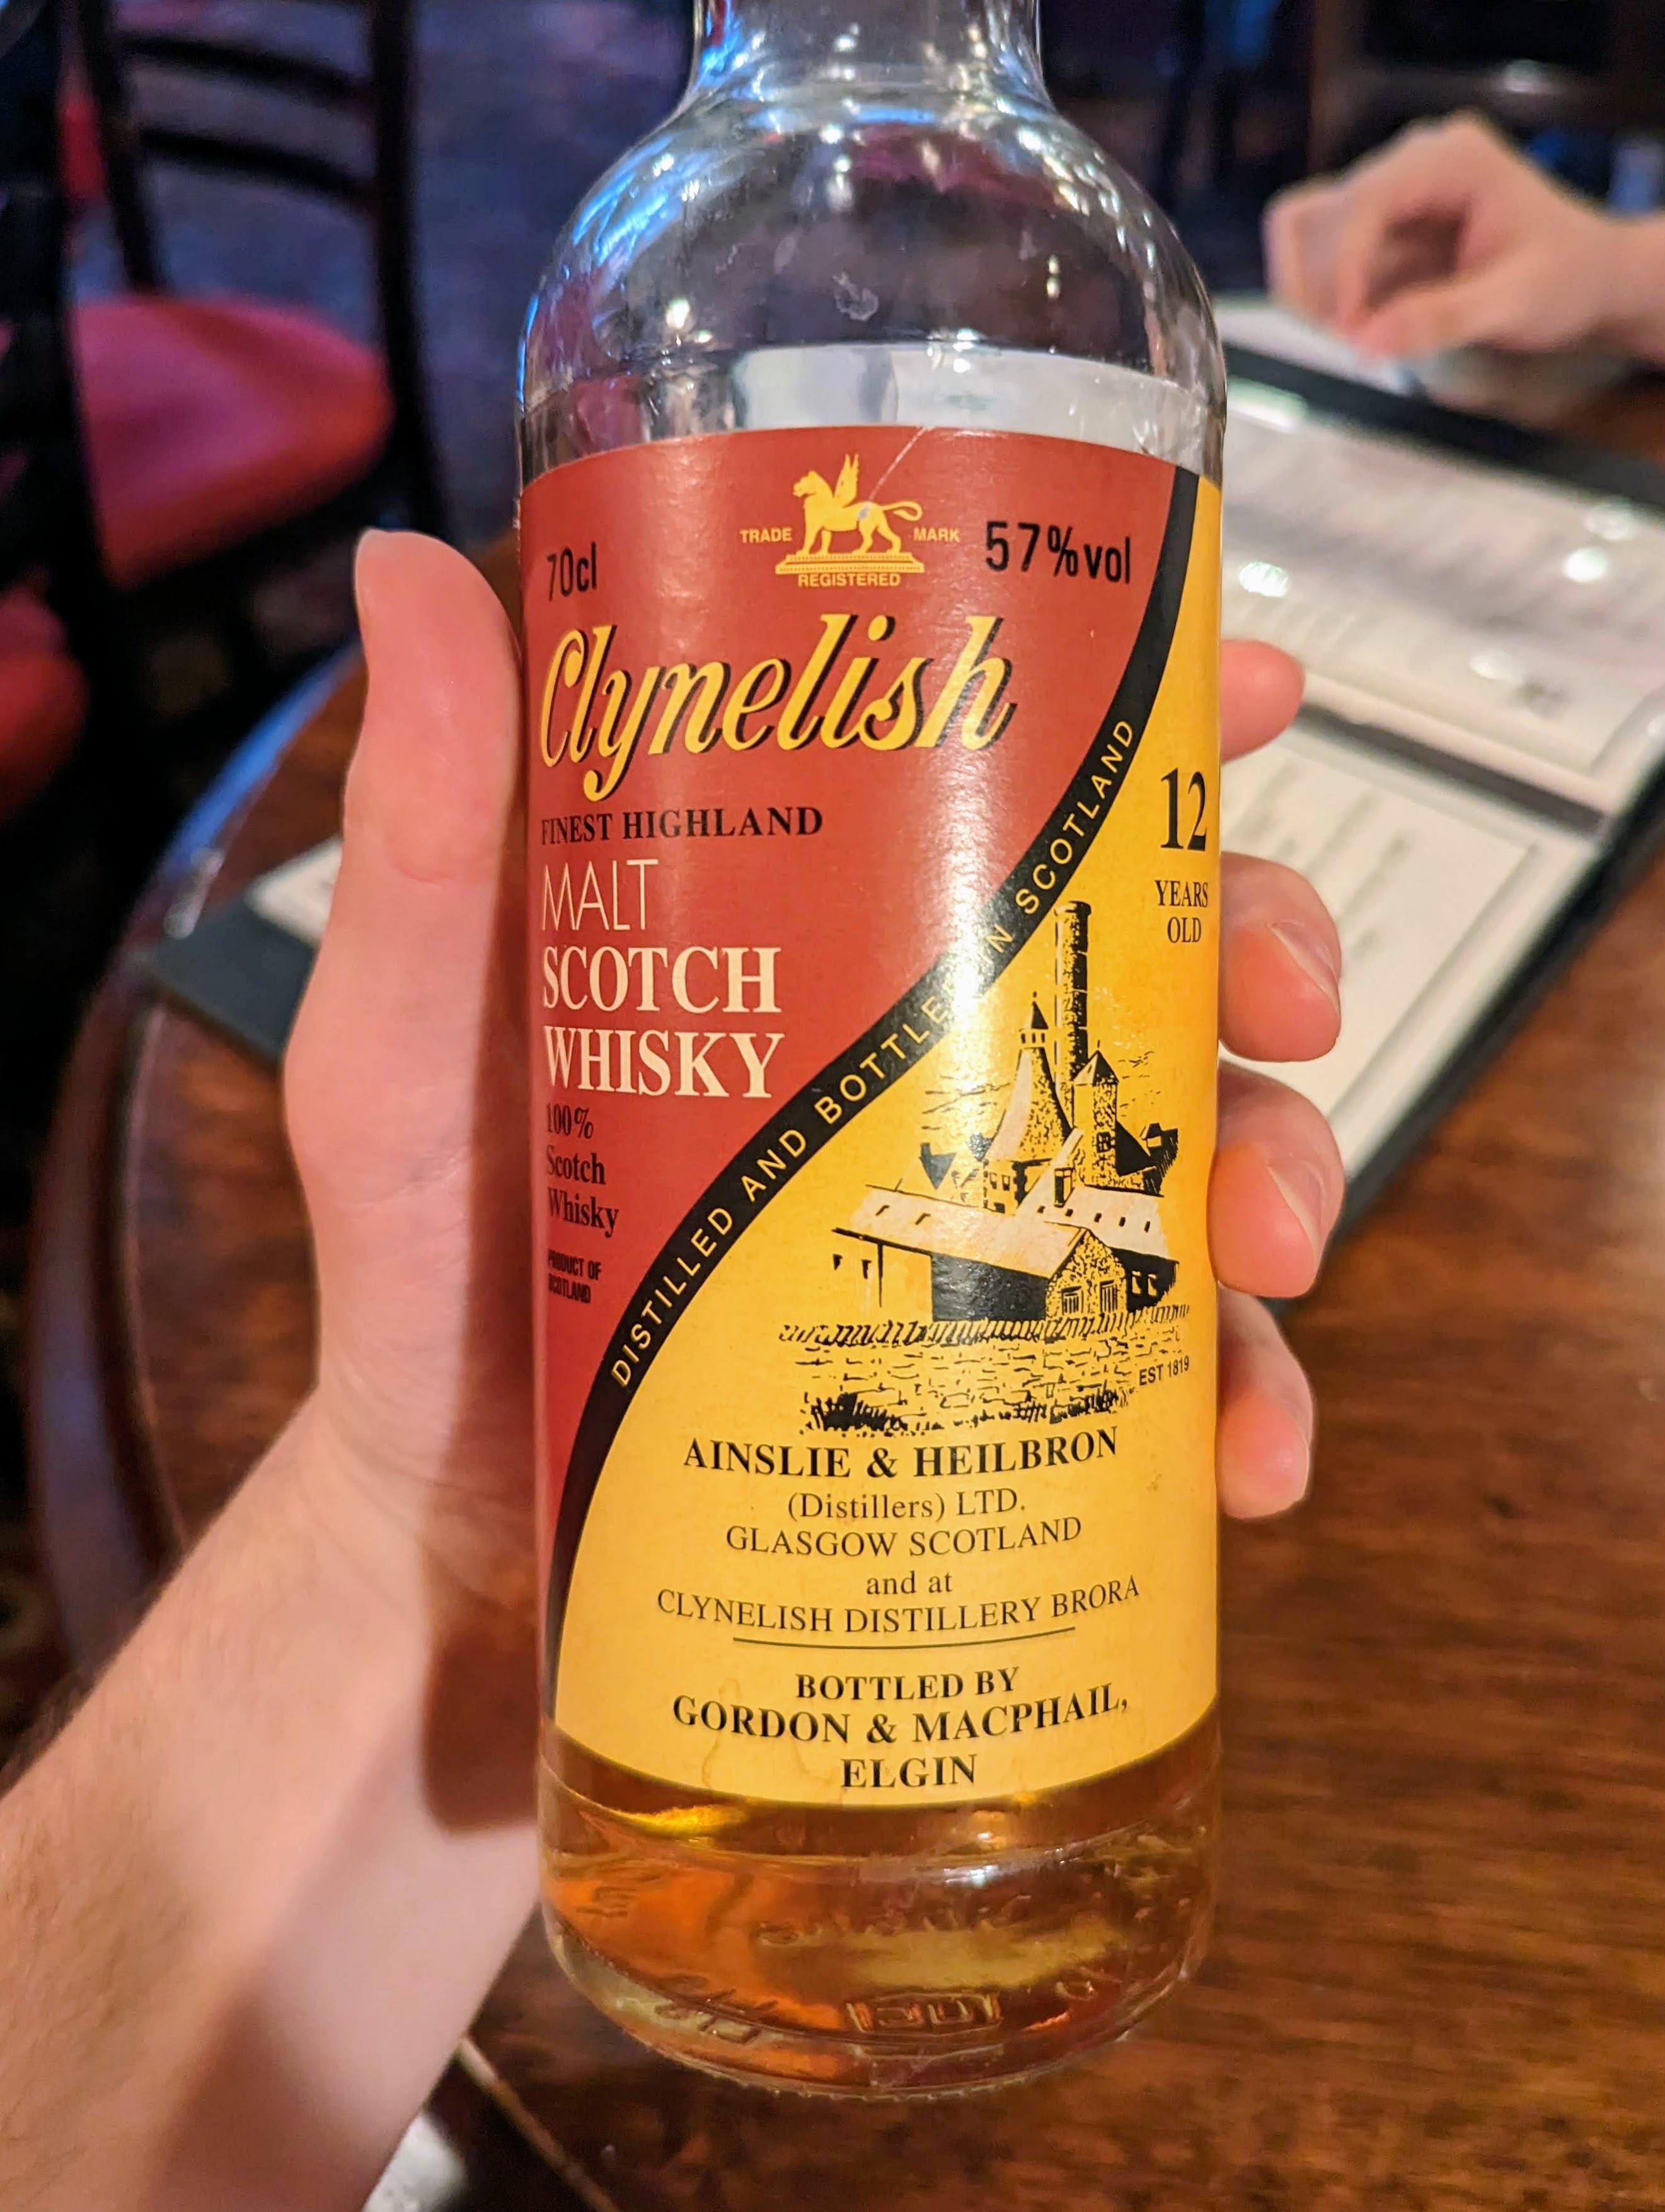 TRADE MARK
REGISTERED
70cl
57%vol
Clynelish
FINEST HIGHLAND
MALT
SCOTCH
WHISKY
100%
Scotch
Whisky
PRODUCT OF
SCOTLAND
DISTILLED AND BOTTLED IN SCOTLAND
12
YEARS
OLD
EST 1819
AINSLIE & HEILBRON
(Distillers) LTD.
GLASGOW SCOTLAND
and at
CLYNELISH DISTILLERY BRORA
BOTTLED BY
GORDON & MACPHAIL,
ELGIN